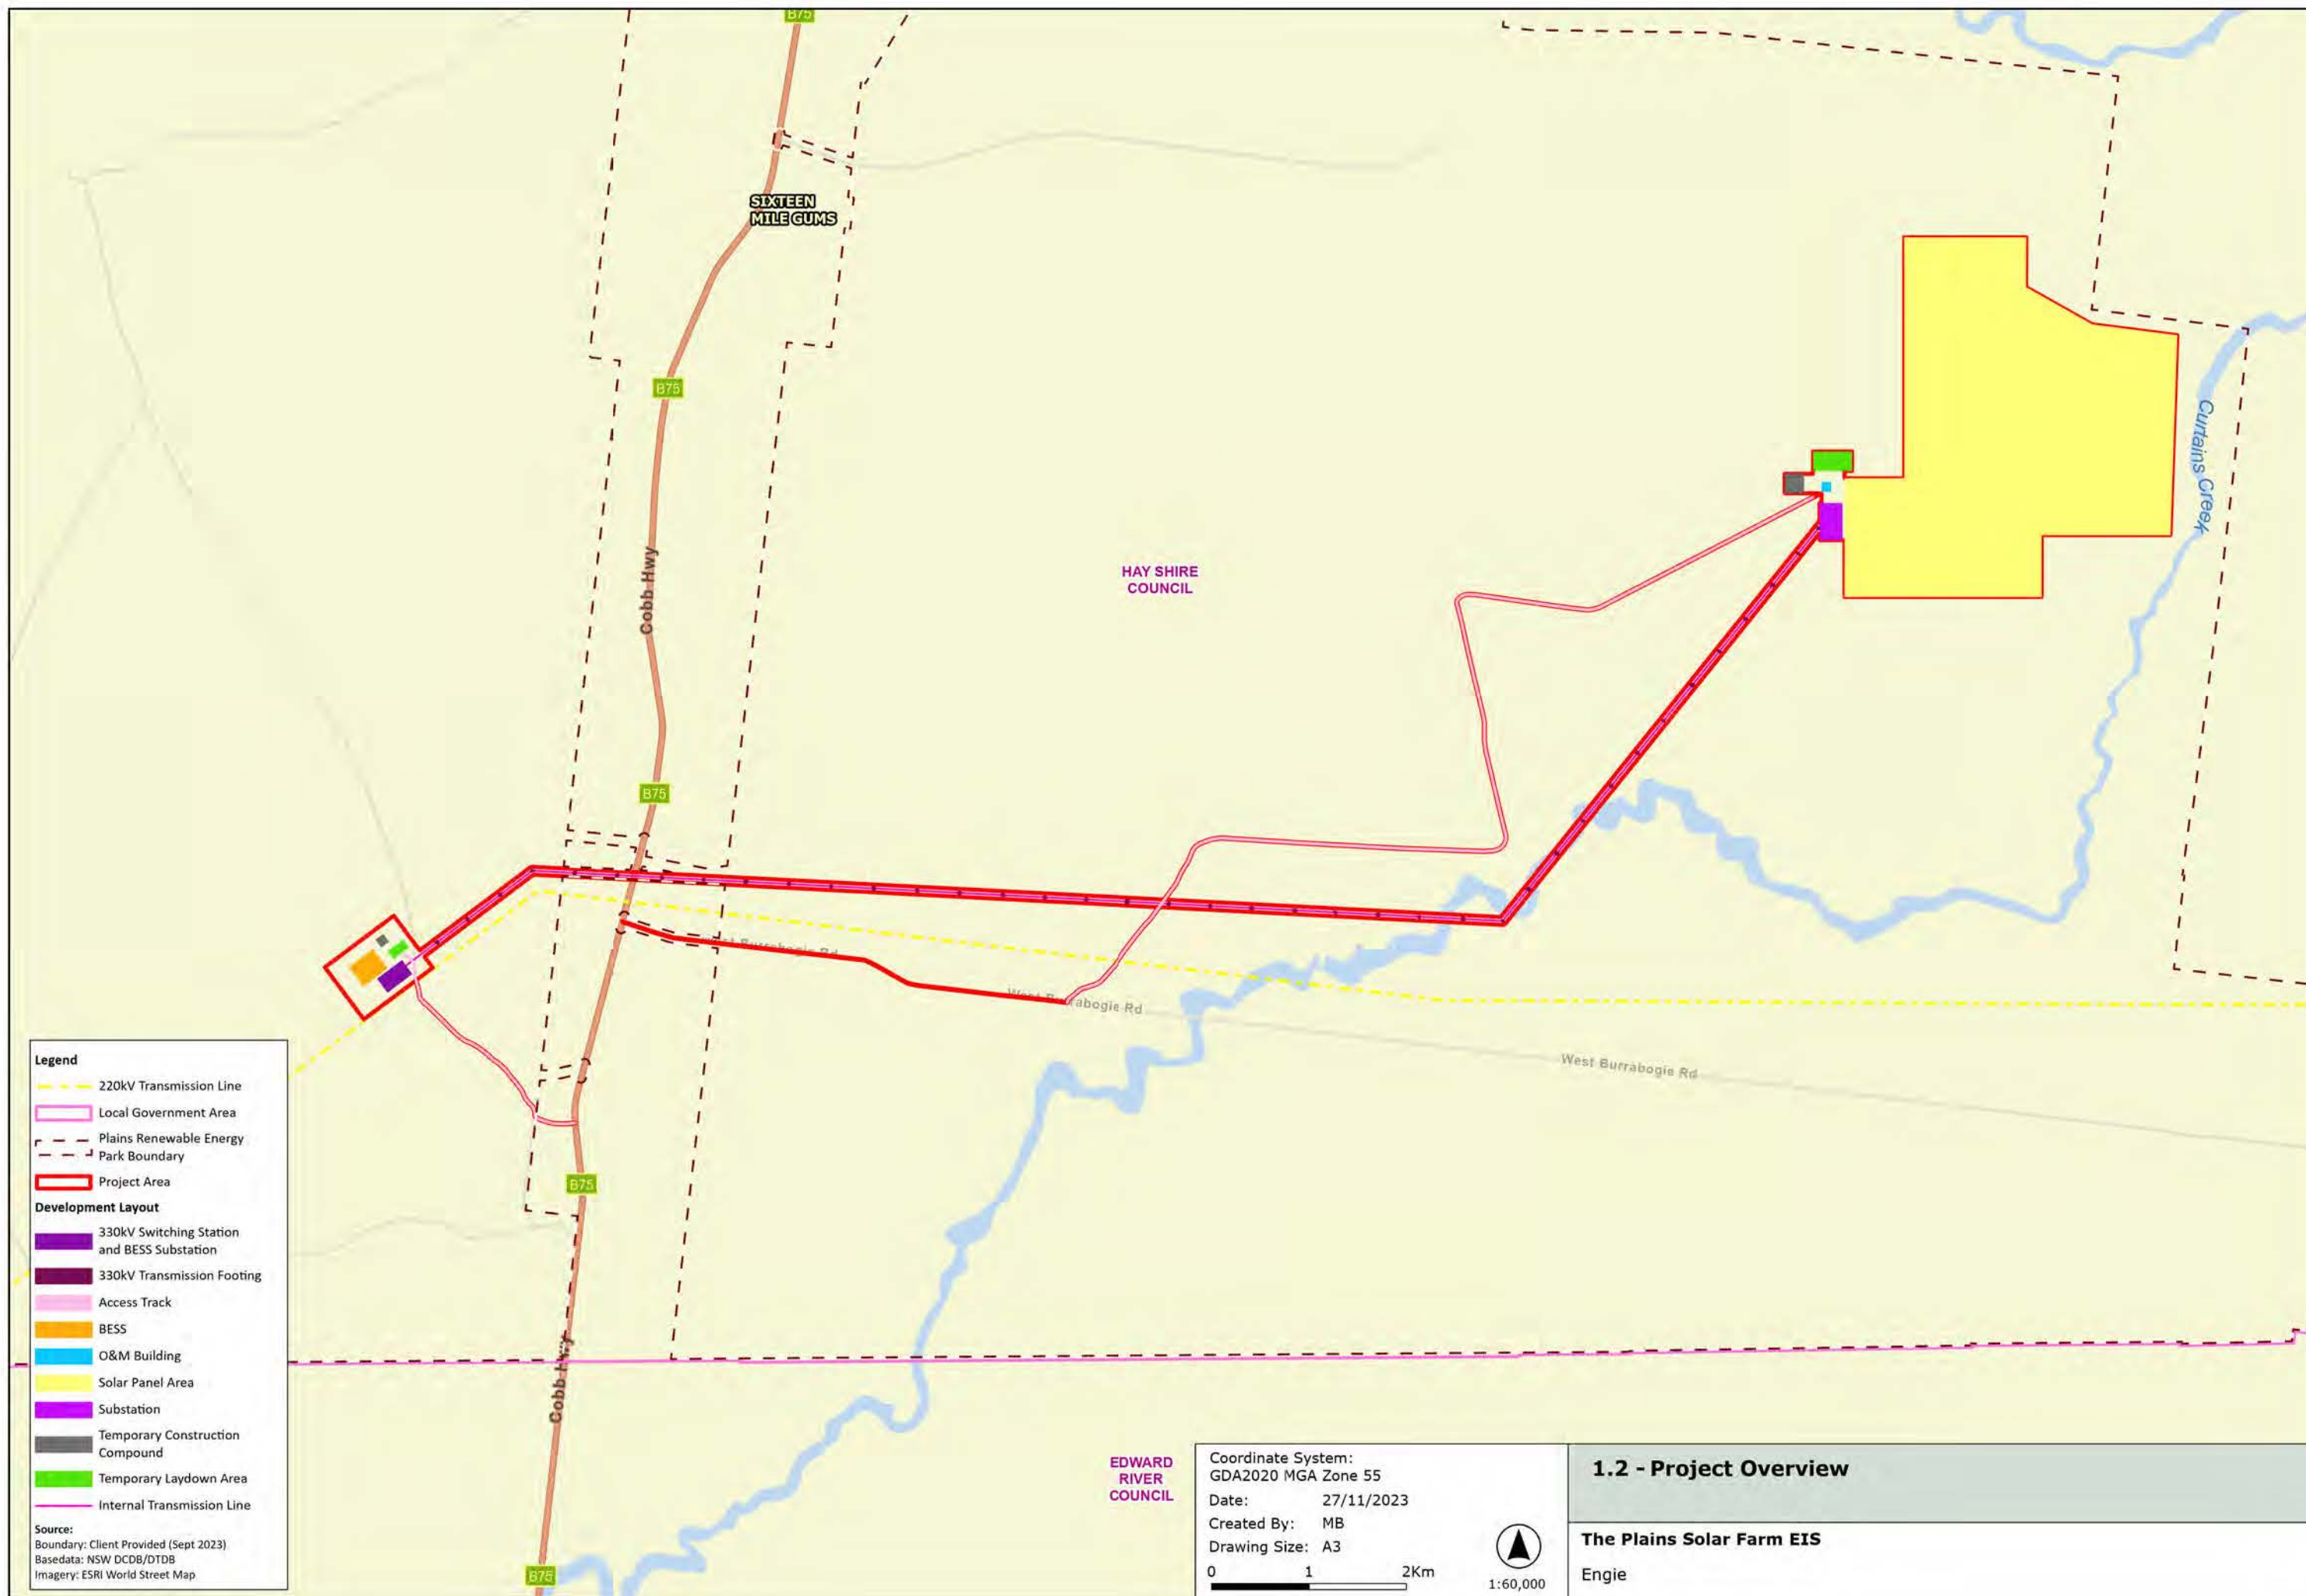 B75
SIXTEEN
MILE GUMS
B75
Cobb Hwy
HAY SHIRE
COUNCIL
Curtains Creek
B75
West Burrabogie Rd
West Burrabogie Rd
West Burrabogie Rd
B75
Cobb Hwy
B75
EDWARD
RIVER
COUNCIL
Legend
220kV Transmission Line
Local Government Area
Plains Renewable Energy
Park Boundary
Project Area
Development Layout
330kV Switching Station
and BESS Substation
330kV Transmission Footing
Access Track
BESS
O&M Building
Solar Panel Area
Substation
Temporary Construction
Compound
Temporary Laydown Area
Internal Transmission Line
Source:
Boundary: Client Provided (Sept 2023)
Basedata: NSW DCDB/DTDB
Imagery: ESRI World Street Map
Coordinate System:
GDA2020 MGA Zone 55
Date: 27/11/2023
Created By: MB
Drawing Size: A3
0 1 2Km
1:60,000
1.2 - Project Overview
The Plains Solar Farm EIS
Engie